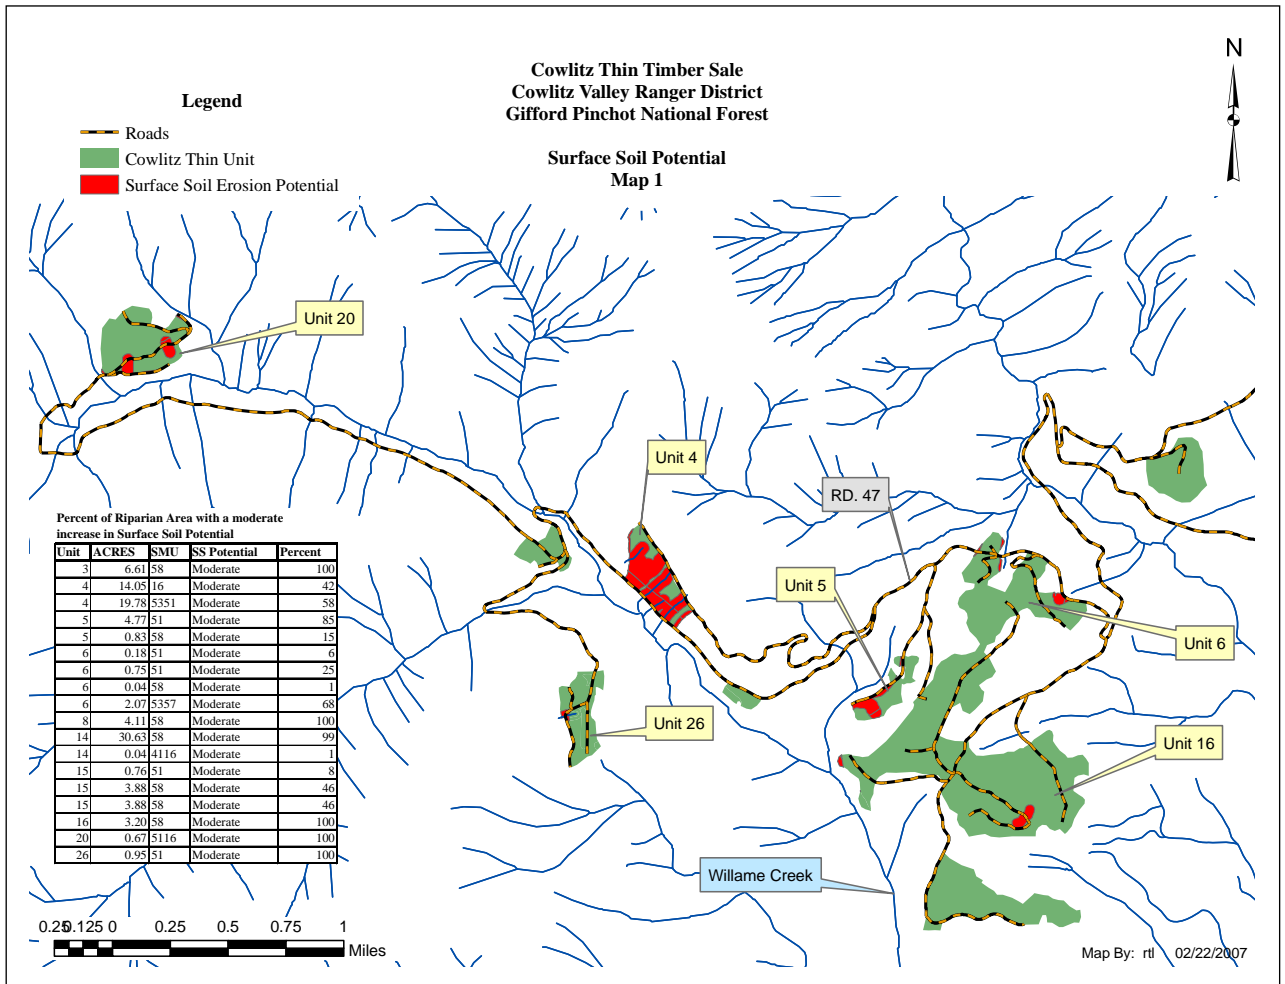 Cowlitz Thin Timber Sale
Cowlitz Valley Ranger District
Gifford Pinchot National Forest
Surface Soil Potential
Map 1
N
Legend
Roads
Cowlitz Thin Unit
Surface Soil Erosion Potential
Unit 20
Unit 4
RD. 47
Unit 5
Unit 6
Unit 26
Unit 16
Willame Creek
Percent of Riparian Area with a moderate
increase in Surface Soil Potential
Unit ACRES SMU SS Potential Percent
3 6.61 58 Moderate 100
4 14.05 16 Moderate 42
4 19.78 5351 Moderate 58
5 4.77 51 Moderate 85
5 0.83 58 Moderate 15
6 0.18 51 Moderate 6
6 0.75 51 Moderate 25
6 0.04 58 Moderate 1
6 2.07 5357 Moderate 68
8 4.11 58 Moderate 100
14 30.63 58 Moderate 99
14 0.04 4116 Moderate 1
15 0.76 51 Moderate 8
15 3.88 58 Moderate 46
15 3.88 58 Moderate 46
16 3.20 58 Moderate 100
20 0.67 5116 Moderate 100
26 0.95 51 Moderate 100
0.25 0.125 0 0.25 0.5 0.75 1
Miles
Map By: rtl 02/22/2007